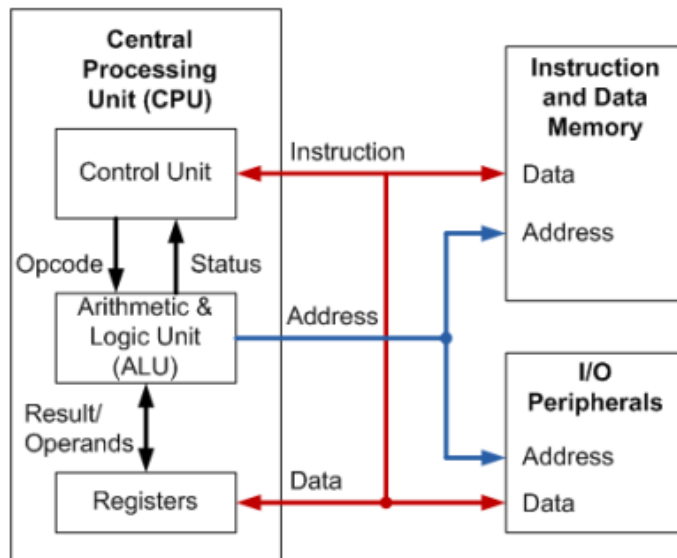 Central
Processing
Unit (CPU)
Control Unit
Opcode
Status
Arithmetic &
Logic Unit
(ALU)
Result/
Operands
Registers
Instruction
Address
Data
Instruction
and Data
Memory
Data
Address
I/O
Peripherals
Address
Data